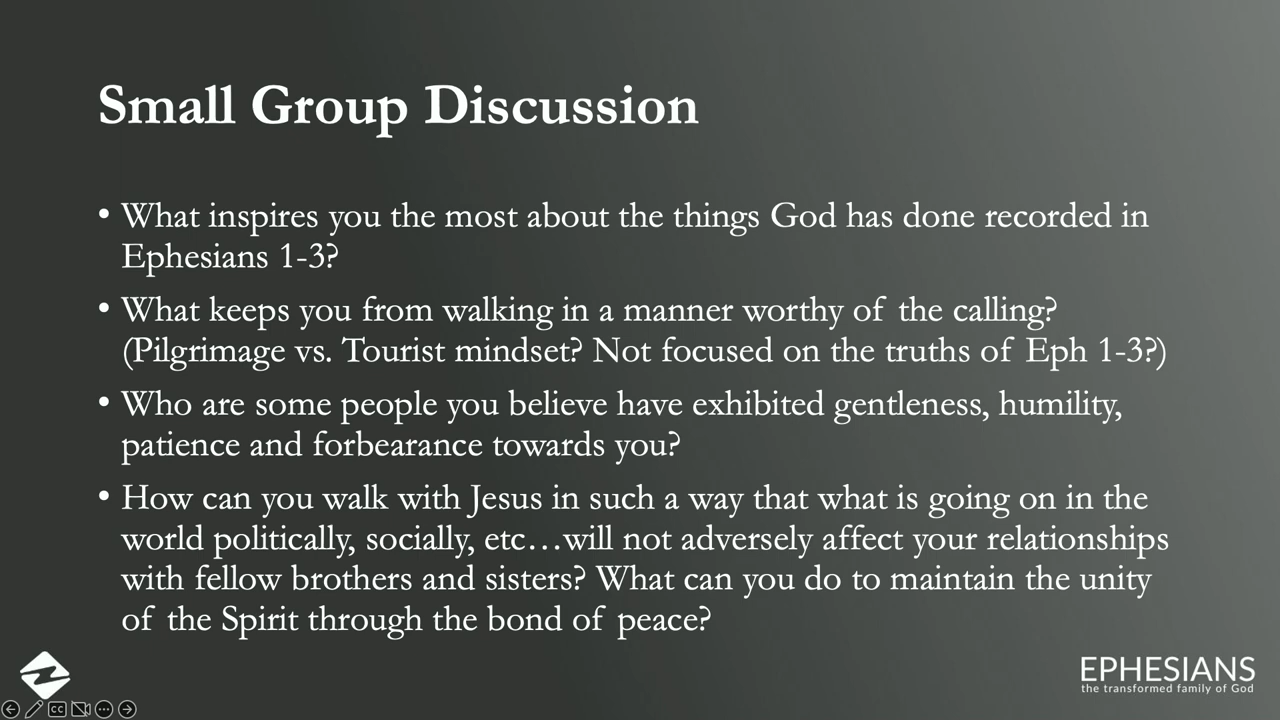 Small Group Discussion
• What inspires you the most about the things God has done recorded in
Ephesians 1-3?
• What keeps you from walking in a manner worthy of the calling?
(Pilgrimage vs. Tourist mindset? Not focused on the truths of Eph 1-3?)
• Who are some people you believe have exhibited gentleness, humility,
patience and forbearance towards you?
• How can you walk with Jesus in such a way that what is going on in the
world politically, socially, etc…will not adversely affect your relationships
with fellow brothers and sisters? What can you do to maintain the unity
of the Spirit through the bond of peace?
EPHESIANS
the transformed family of God
CC